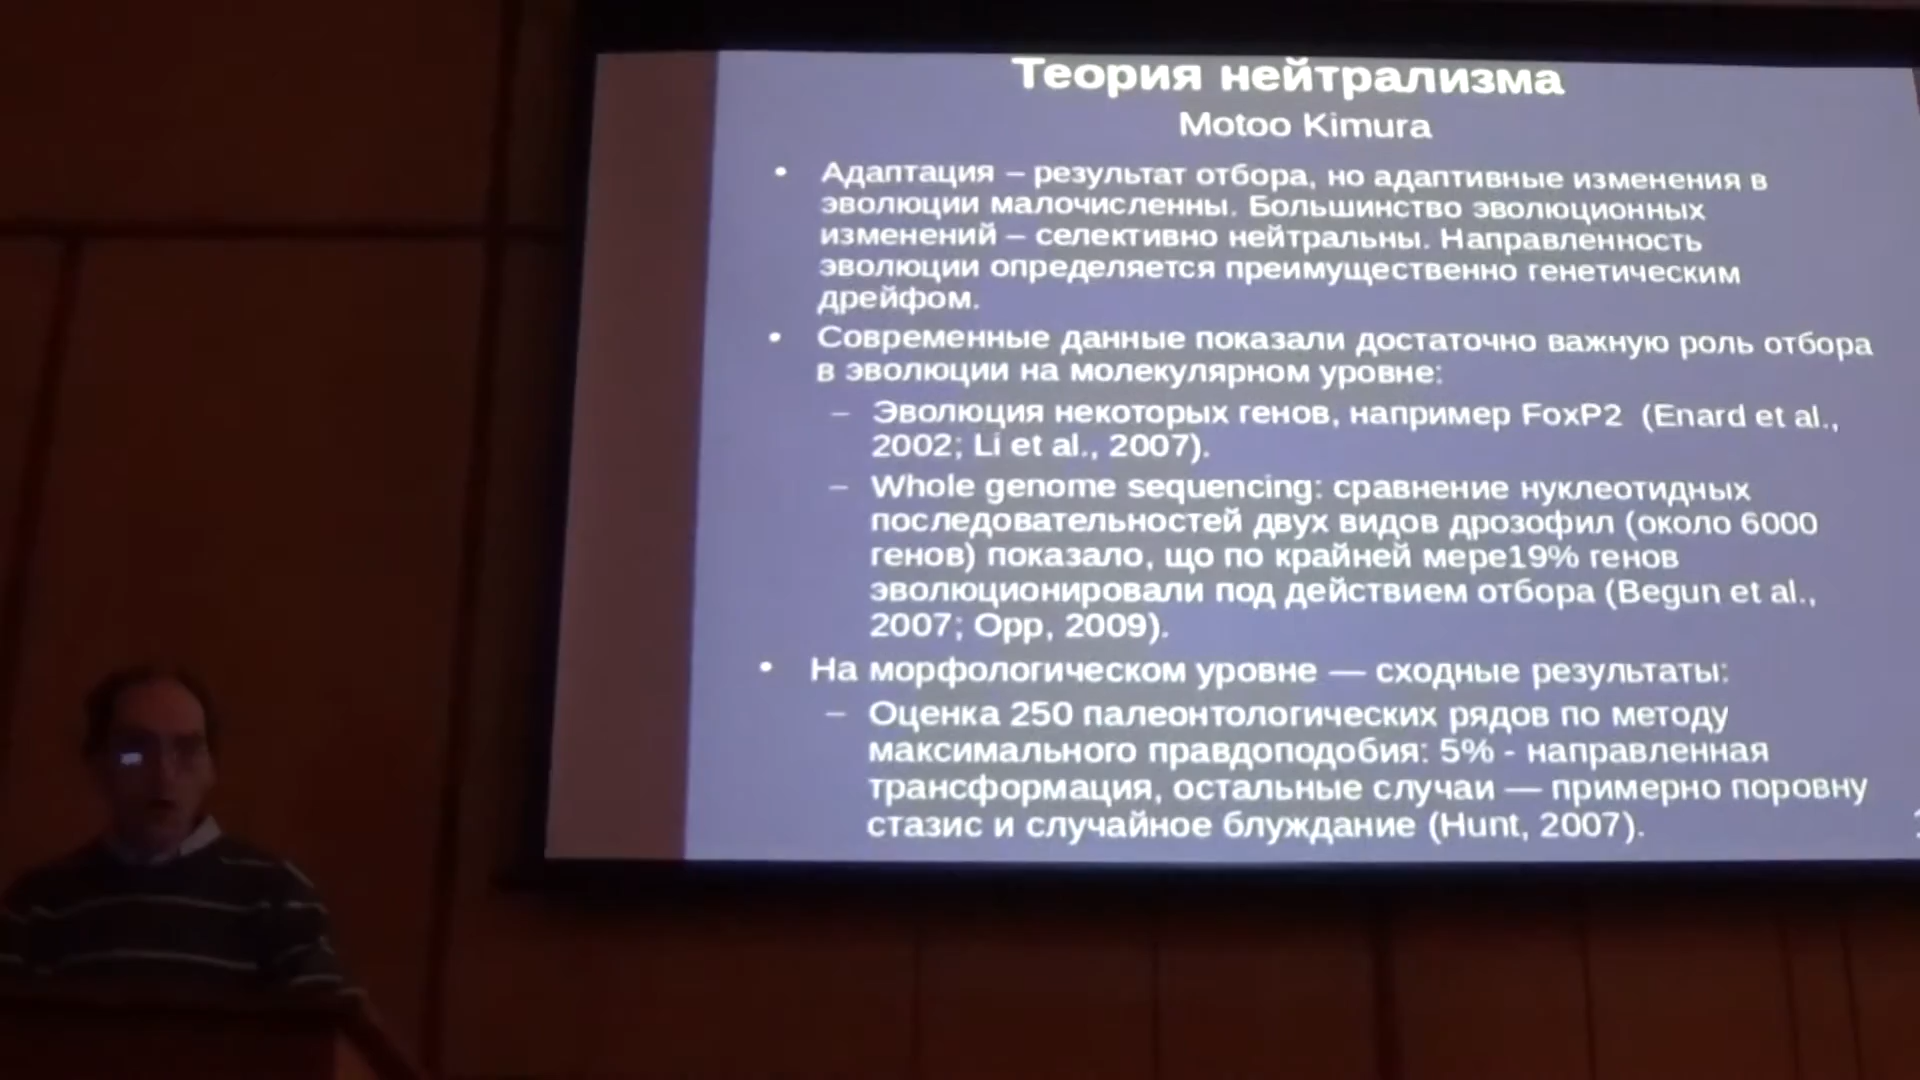 Теория нейтрализма
Motoo Kimura
• Адаптация – результат отбора, но адаптивные изменения в
эволюции малочисленны. Большинство эволюционных
изменений – селективно нейтральны. Направленность
эволюции определяется преимущественно генетическим
дрейфом.
• Современные данные показали достаточно важную роль отбора
в эволюции на молекулярном уровне:
– Эволюция некоторых генов, например FoxP2 (Enard et al.,
2002; Li et al., 2007).
– Whole genome sequencing: сравнение нуклеотидных
последовательностей двух видов дрозофил (около 6000
генов) показало, що по крайней мере19% генов
эволюционировали под действием отбора (Begun et al.,
2007; Opp, 2009).
• На морфологическом уровне — сходные результаты:
– Оценка 250 палеонтологических рядов по методу
максимального правдоподобия: 5% - направленная
трансформация, остальные случаи — примерно поровну
стазис и случайное блуждание (Hunt, 2007).